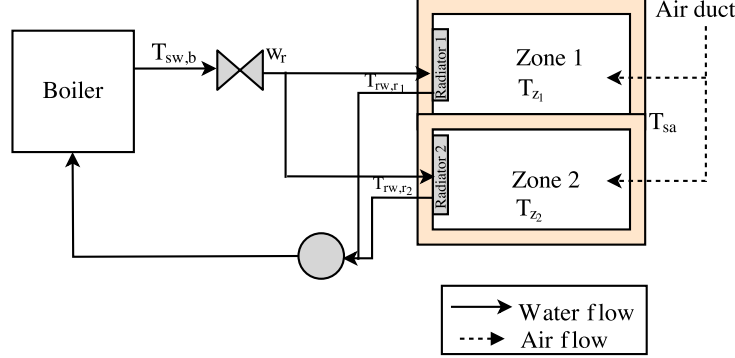 Air duct
T_sw,b
w_r
Boiler
Radiator 1
Zone 1
T_z1
T_rw,r1
T_sa
Radiator 2
Zone 2
T_z2
T_rw,r2
Water flow
Air flow